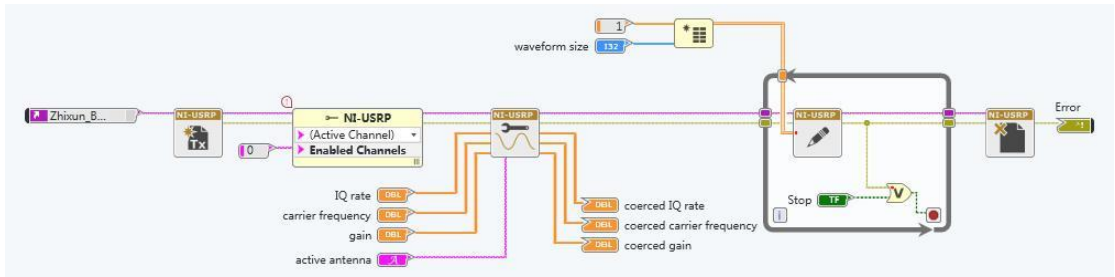 1
waveform size
I32
NI-USRP
Tx
NI-USRP
(Active Channel)
Enabled Channels
NI-USRP
NI-USRP
NI-USRP
Error
Zhixun_B...
0
IQ rate
DBL
carrier frequency
DBL
gain
DBL
active antenna
DBL
coerced IQ rate
DBL
coerced carrier frequency
DBL
coerced gain
Stop
TF
V
i